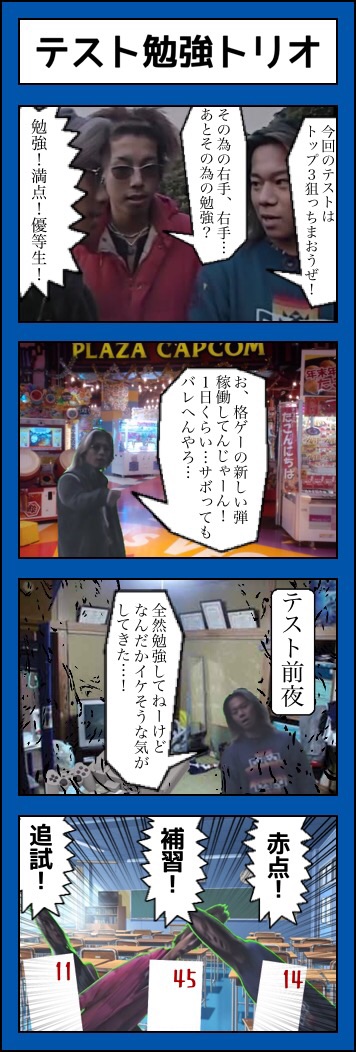 テスト勉強トリオ
今回のテストは
トップ3狙っちまおうぜ！
その為の右手、右手…
あとその為の勉強？
勉強！満点！優等生！
PLAZA CAPCOM
お、格ゲーの新しい弾
稼働してんじゃーん！
１日くらい…サボっても
バレへんやろ…
たこんにちば
テスト前夜
全然勉強してねーけど
なんだかイケそうな気が
してきた…！
赤点！
補習！
追試！
14
45
11